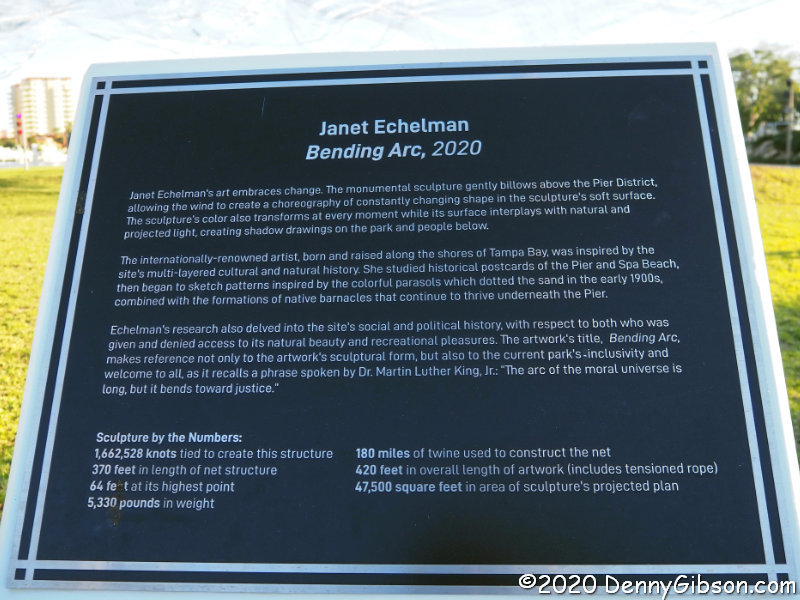 Janet Echelman
Bending Arc, 2020
Janet Echelman's art embraces change. The monumental sculpture gently billows above the Pier District,
allowing the wind to create a choreography of constantly changing shape in the sculpture's soft surface.
The sculpture's color also transforms at every moment while its surface interplays with natural and
projected light, creating shadow drawings on the park and people below.
The internationally-renowned artist, born and raised along the shores of Tampa Bay, was inspired by the
site's multi-layered cultural and natural history. She studied historical postcards of the Pier and Spa Beach,
then began to sketch patterns inspired by the colorful parasols which dotted the sand in the early 1900s,
combined with the formations of native barnacles that continue to thrive underneath the Pier.
Echelman's research also delved into the site's social and political history, with respect to both who was
given and denied access to its natural beauty and recreational pleasures. The artwork's title, Bending Arc,
makes reference not only to the artwork's sculptural form, but also to the current park's inclusivity and
welcome to all, as it recalls a phrase spoken by Dr. Martin Luther King, Jr.: "The arc of the moral universe is
long, but it bends toward justice."
Sculpture by the Numbers:
1,662,528 knots tied to create this structure
370 feet in length of net structure
64 feet at its highest point
5,330 pounds in weight
180 miles of twine used to construct the net
420 feet in overall length of artwork (includes tensioned rope)
47,500 square feet in area of sculpture's projected plan
©2020 DennyGibson.com